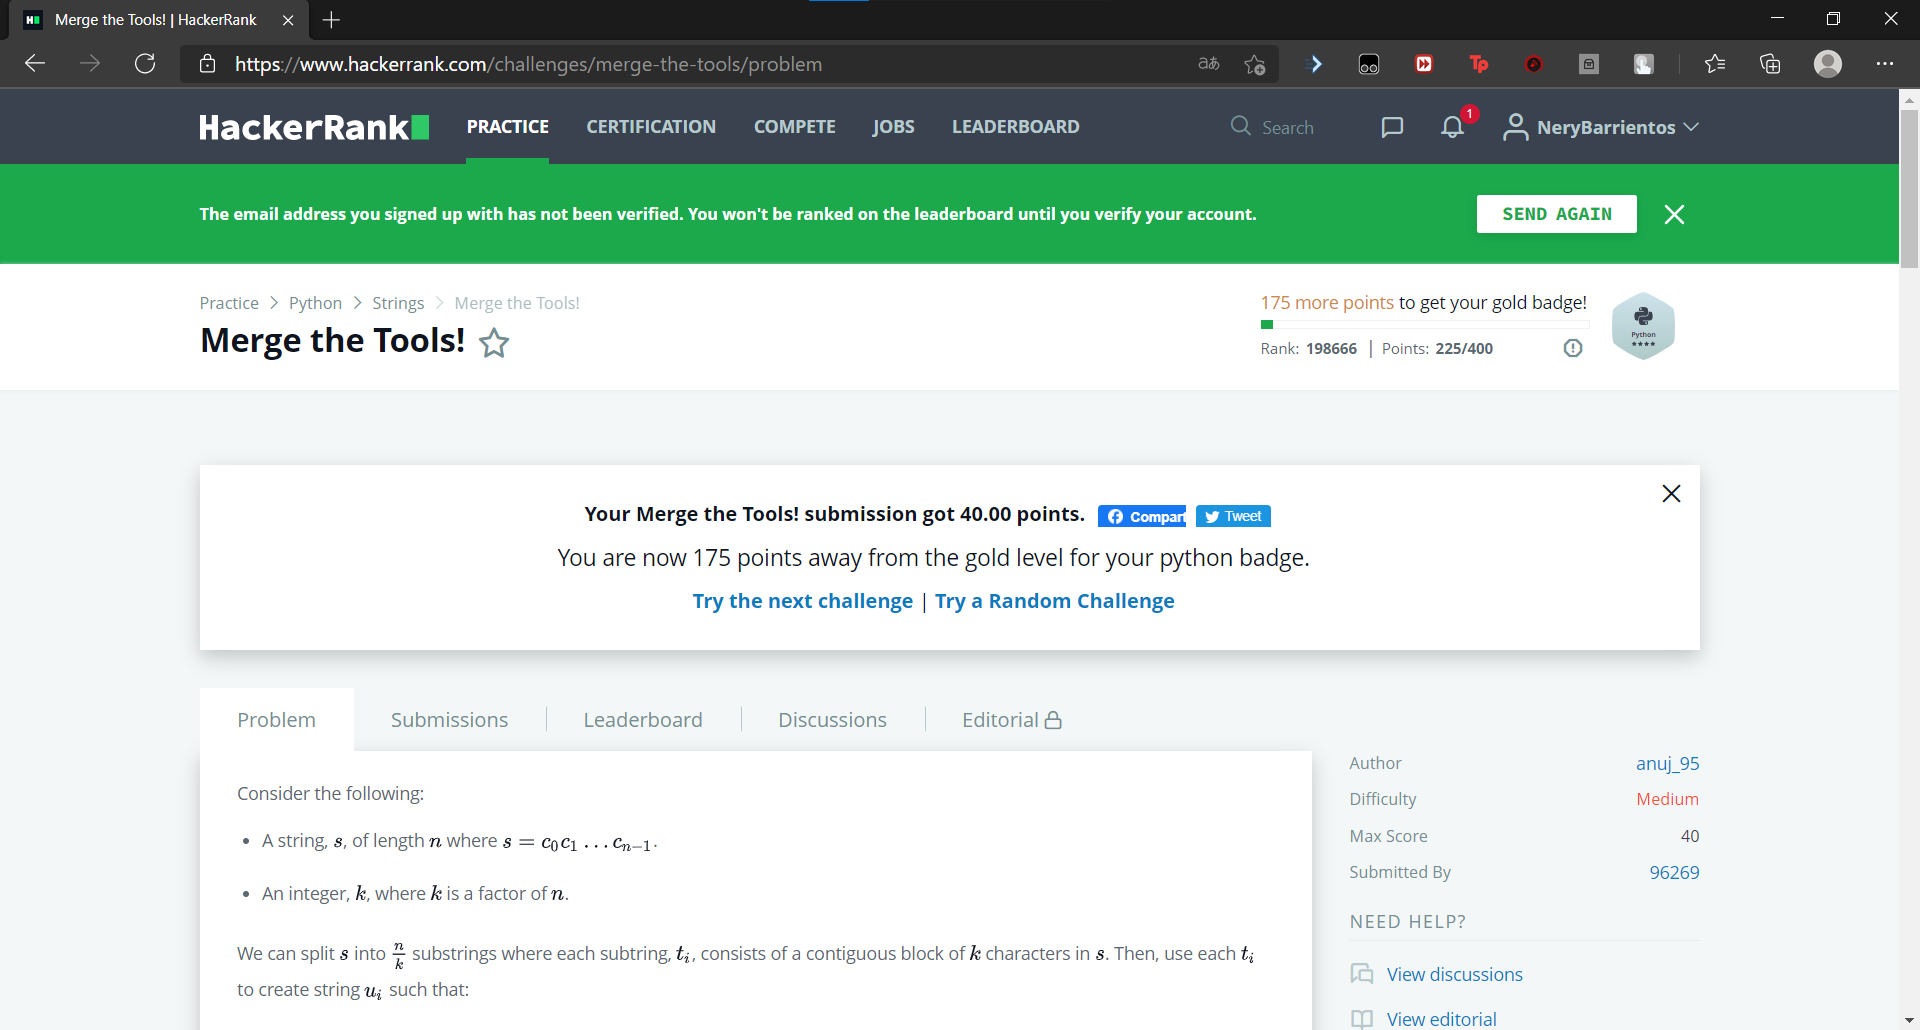 Merge the Tools! | HackerRank
https://www.hackerrank.com/challenges/merge-the-tools/problem
あ
HackerRank
PRACTICE
CERTIFICATION
COMPETE
JOBS
LEADERBOARD
Search
1
NeryBarrientos
The email address you signed up with has not been verified. You won't be ranked on the leaderboard until you verify your account.
SEND AGAIN
Practice > Python > Strings > Merge the Tools!
Merge the Tools!
175 more points to get your gold badge!
Rank: 198666 | Points: 225/400
Python
Your Merge the Tools! submission got 40.00 points.
Compart
Tweet
You are now 175 points away from the gold level for your python badge.
Try the next challenge | Try a Random Challenge
Problem
Submissions
Leaderboard
Discussions
Editorial
Consider the following:
• A string, s, of length n where s = c₀c₁ . . . cₙ₋₁.
• An integer, k, where k is a factor of n.
We can split s into n/k substrings where each subtring, tᵢ, consists of a contiguous block of k characters in s. Then, use each tᵢ
to create string uᵢ such that:
Author anuj_95
Difficulty Medium
Max Score 40
Submitted By 96269
NEED HELP?
View discussions
View editorial